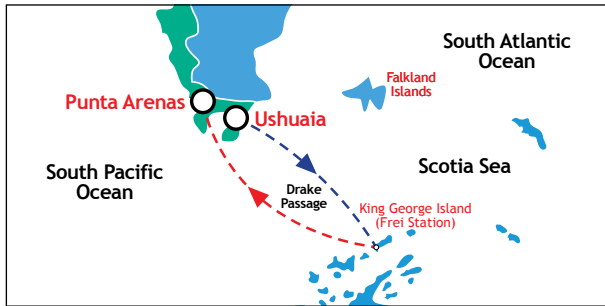 South Atlantic
Ocean
Falkland
Islands
Punta Arenas
Ushuaia
South Pacific
Ocean
Scotia Sea
Drake
Passage
King George Island
(Frei Station)